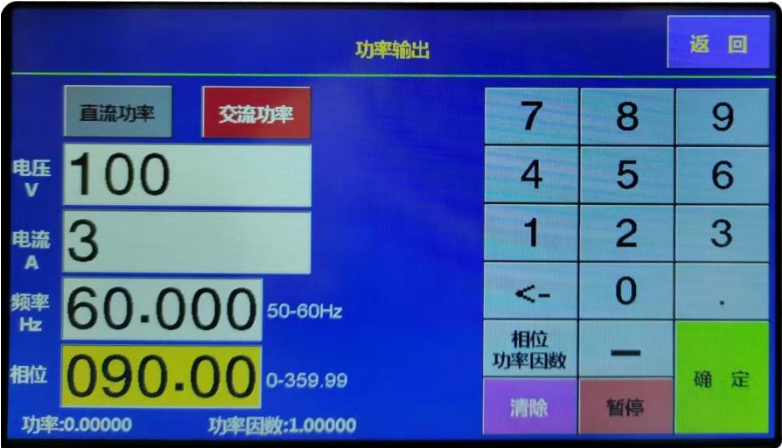 功率输出
返 回
直流功率
交流功率
电压
V
100
电流
A
3
频率
Hz
60.000
50-60Hz
相位
090.00
0-359.99
功率:0.00000
功率因数:1.00000
7 8 9
4 5 6
1 2 3
<- 0 .
相位
功率因数
—
确 定
清除
暂停